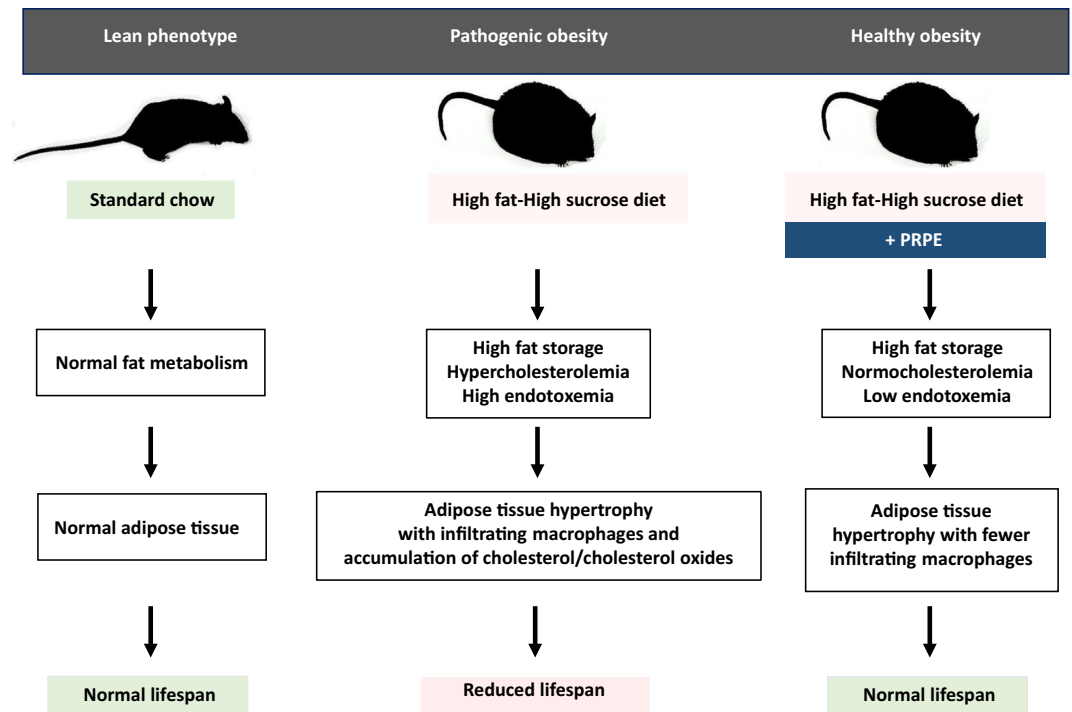 Lean phenotype
Pathogenic obesity
Healthy obesity
Standard chow
High fat-High sucrose diet
High fat-High sucrose diet
+ PRPE
Normal fat metabolism
High fat storage
Hypercholesterolemia
High endotoxemia
High fat storage
Normocholesterolemia
Low endotoxemia
Normal adipose tissue
Adipose tissue hypertrophy
with infiltrating macrophages and
accumulation of cholesterol/cholesterol oxides
Adipose tissue
hypertrophy with fewer
infiltrating macrophages
Normal lifespan
Reduced lifespan
Normal lifespan